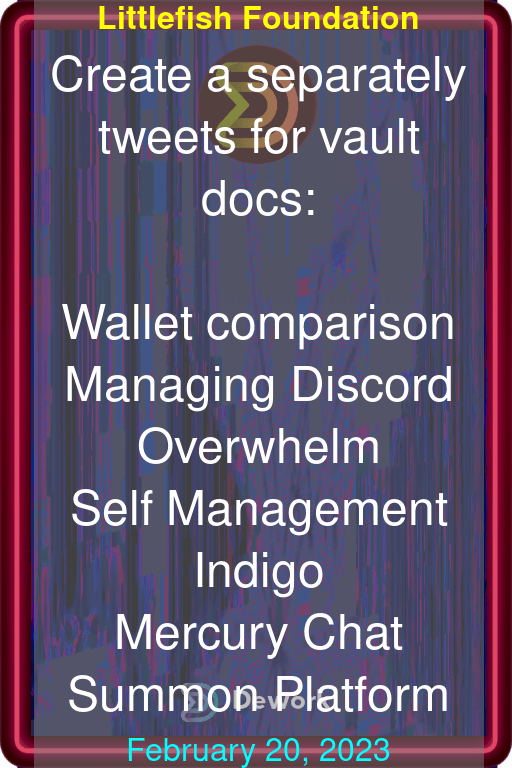 Littlefish Foundation
Create a separately
tweets for vault
docs:
Wallet comparison
Managing Discord
Overwhelm
Self Management
Indigo
Mercury Chat
Summon Platform
Dework
February 20, 2023